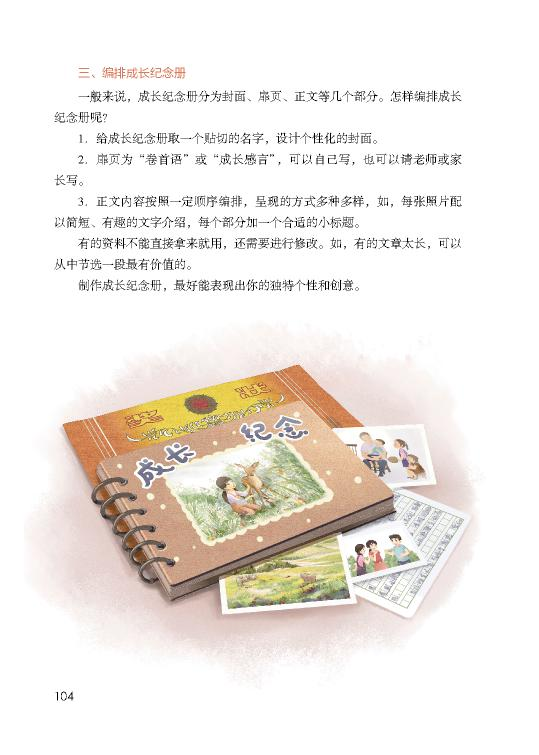 三、编排成长纪念册
一般来说，成长纪念册分为封面、扉页、正文等几个部分。怎样编排成长
纪念册呢？
1．给成长纪念册取一个贴切的名字，设计个性化的封面。
2．扉页为“卷首语”或“成长感言”，可以自己写，也可以请老师或家
长写。
3．正文内容按照一定顺序编排，呈现的方式多种多样，如，每张照片配
以简短、有趣的文字介绍，每个部分加一个合适的小标题。
有的资料不能直接拿来就用，还需要进行修改。如，有的文章太长，可以
从中节选一段最有价值的。
制作成长纪念册，最好能表现出你的独特个性和创意。
成长 纪念
104